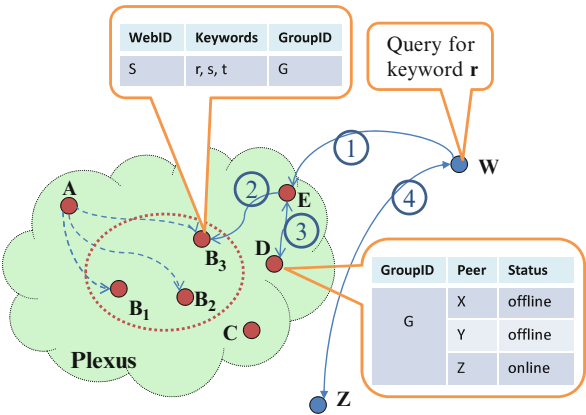 WebID Keywords GroupID
S r, s, t G
Query for
keyword r
1
W
A
2
E
4
3
B3
D
B1
B2
C
Plexus
Z
GroupID Peer Status
G
X offline
Y offline
Z online